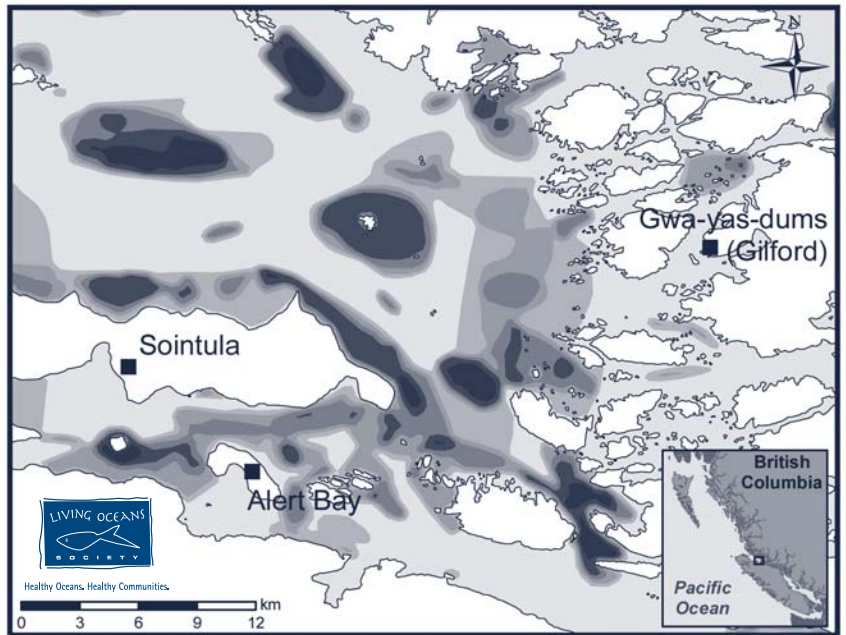 N
Gwa-yas-dums
(Gilford)
Sointula
Alert Bay
LIVING OCEANS
SOCIETY
Healthy Oceans. Healthy Communities.
km
0 3 6 9 12
British
Columbia
Pacific
Ocean